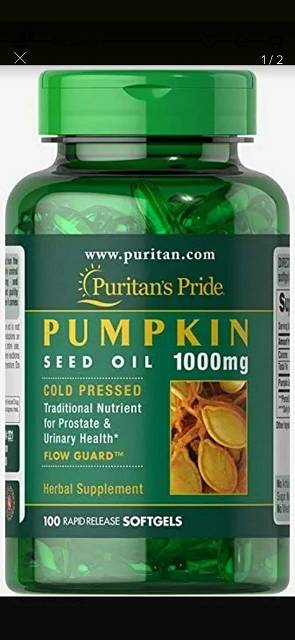 1 / 2
www.puritan.com
Puritan's Pride
PUMPKIN
SEED OIL 1000mg
COLD PRESSED
Traditional Nutrient
for Prostate &
Urinary Health*
FLOW GUARD™
Herbal Supplement
100 RAPID RELEASE SOFTGELS